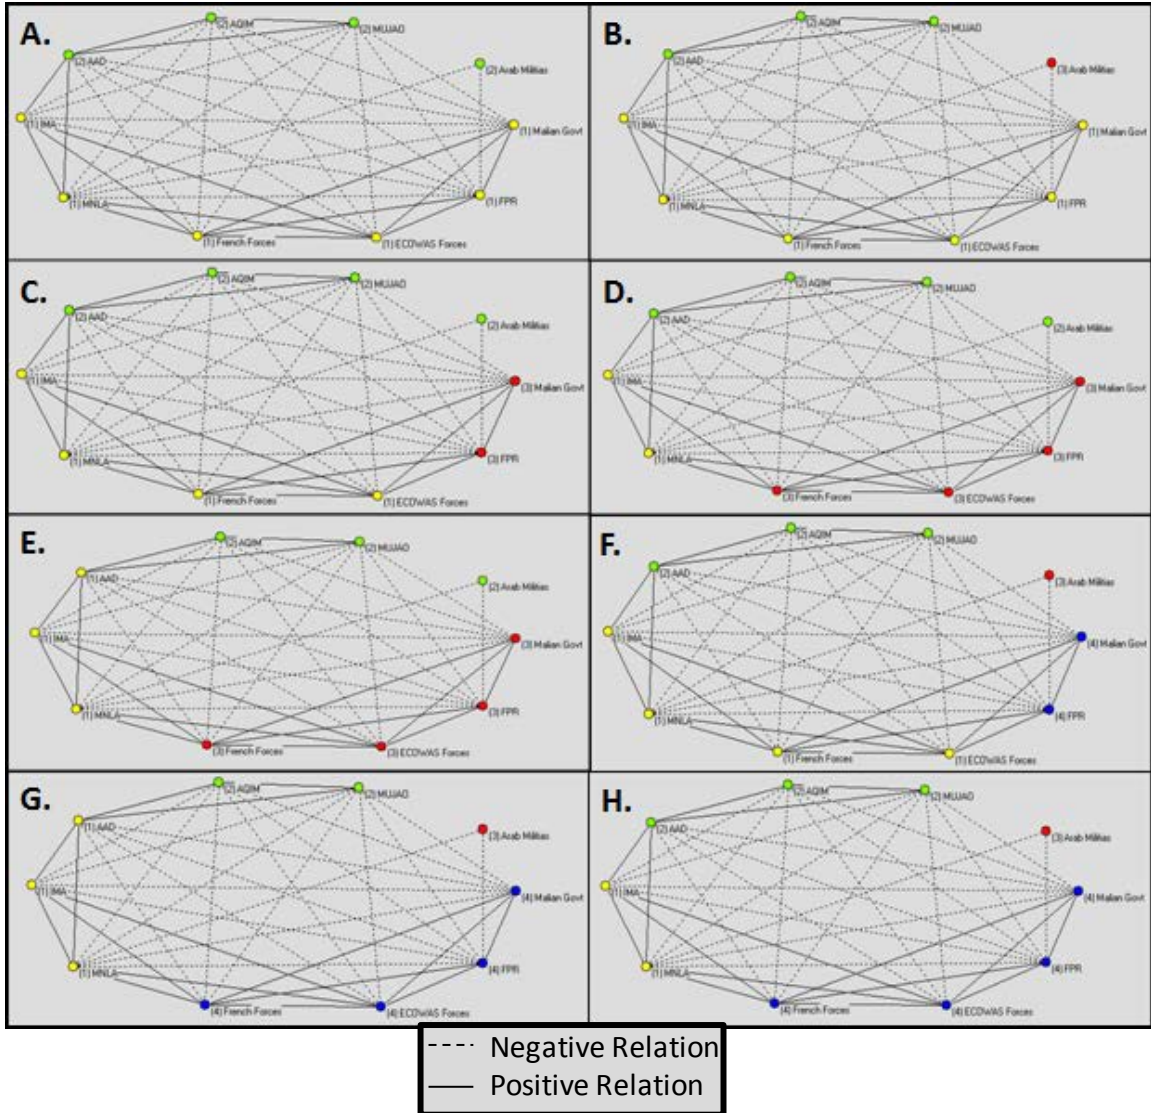 A.
(2) AQIM
(2) MUJAO
(2) AAD
(2) Arab Militias
(1) IMA
(1) Malian Govt
(1) MNLA
(1) FPR
(1) French Forces
(1) ECOWAS Forces
B.
(2) AQIM
(2) MUJAO
(2) AAD
(3) Arab Militias
(1) IMA
(1) Malian Govt
(1) MNLA
(1) FPR
(1) French Forces
(1) ECOWAS Forces
C.
(2) AQIM
(2) MUJAO
(2) AAD
(2) Arab Militias
(1) IMA
(3) Malian Govt
(1) MNLA
(3) FPR
(1) French Forces
(1) ECOWAS Forces
D.
(2) AQIM
(2) MUJAO
(2) AAD
(2) Arab Militias
(1) IMA
(3) Malian Govt
(1) MNLA
(3) FPR
(3) French Forces
(3) ECOWAS Forces
E.
(2) AQIM
(2) MUJAO
(1) AAD
(2) Arab Militias
(1) IMA
(3) Malian Govt
(1) MNLA
(3) FPR
(3) French Forces
(3) ECOWAS Forces
F.
(2) AQIM
(2) MUJAO
(2) AAD
(3) Arab Militias
(1) IMA
(4) Malian Govt
(1) MNLA
(4) FPR
(1) French Forces
(1) ECOWAS Forces
G.
(2) AQIM
(2) MUJAO
(1) AAD
(3) Arab Militias
(1) IMA
(4) Malian Govt
(1) MNLA
(4) FPR
(4) French Forces
(4) ECOWAS Forces
H.
(2) AQIM
(2) MUJAO
(2) AAD
(3) Arab Militias
(1) IMA
(4) Malian Govt
(1) MNLA
(4) FPR
(4) French Forces
(4) ECOWAS Forces
Negative Relation
Positive Relation